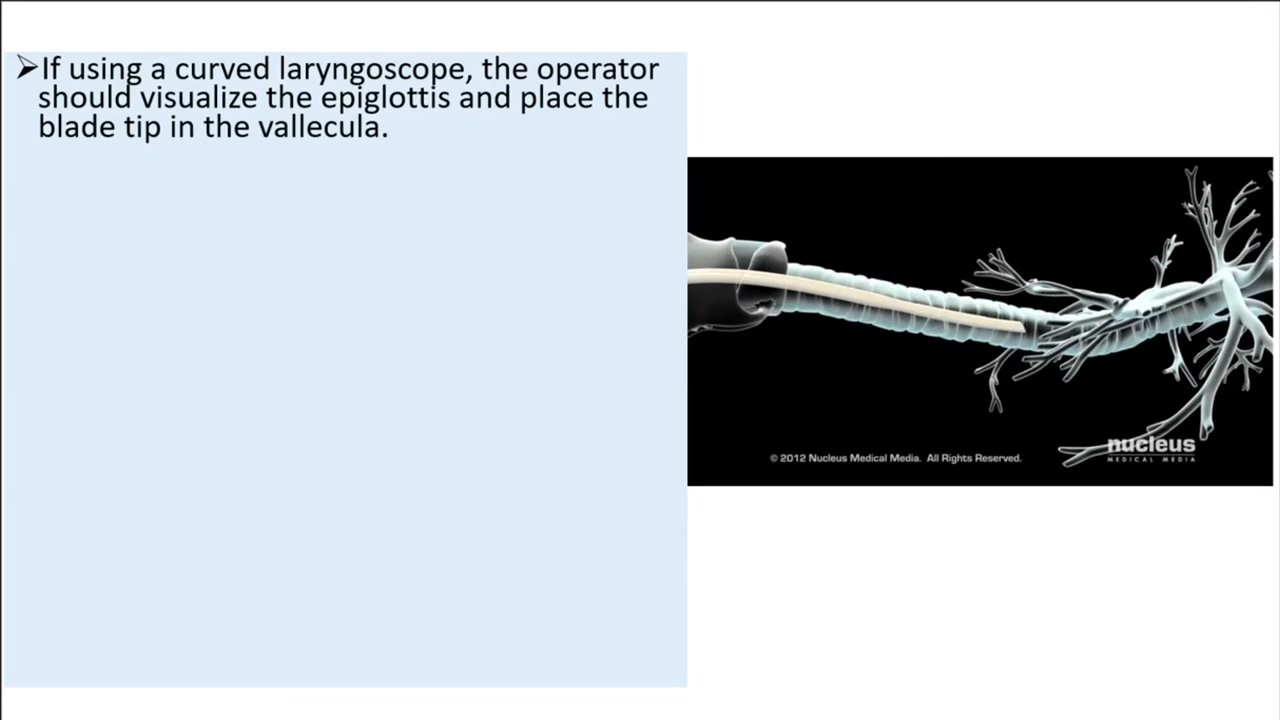 ➢If using a curved laryngoscope, the operator
should visualize the epiglottis and place the
blade tip in the vallecula.
© 2012 Nucleus Medical Media. All Rights Reserved.
nucleus
MEDICAL MEDIA